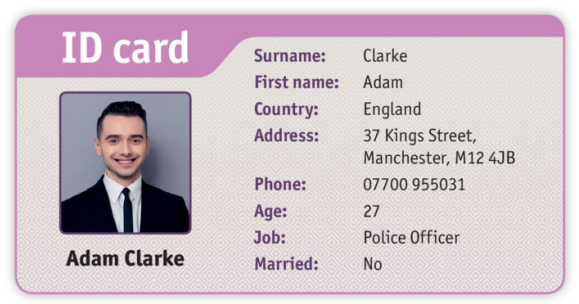 ID card
Surname: Clarke
First name: Adam
Country: England
Address: 37 Kings Street,
Manchester, M12 4JB
Phone: 07700 955031
Age: 27
Job: Police Officer
Married: No
Adam Clarke